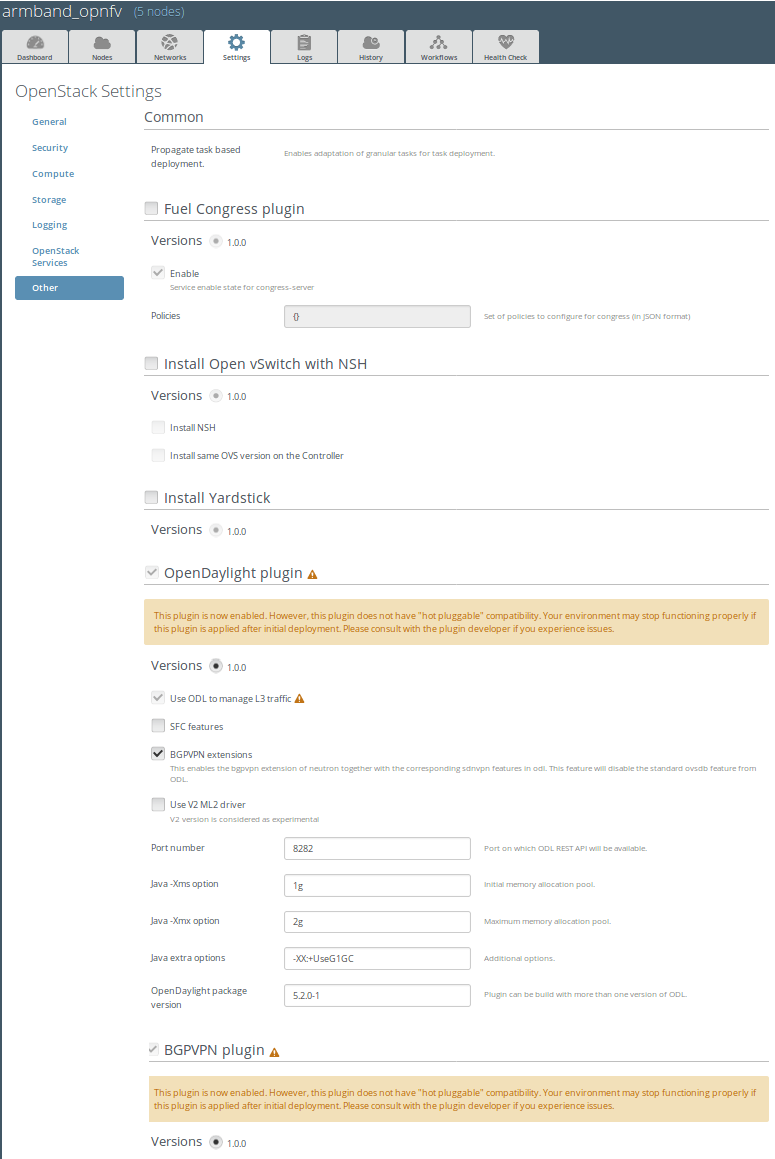 armband_opnfv (5 nodes)
Dashboard Nodes Networks Settings Logs History Workflows Health Check
OpenStack Settings
General
Security
Compute
Storage
Logging
OpenStack
Services
Other
Common
Propagate task based
deployment.
Enables adaptation of granular tasks for task deployment.
Fuel Congress plugin
Versions 1.0.0
Enable
Service enable state for congress-server
Policies {} Set of policies to configure for congress (in JSON format)
Install Open vSwitch with NSH
Versions 1.0.0
Install NSH
Install same OVS version on the Controller
Install Yardstick
Versions 1.0.0
OpenDaylight plugin
This plugin is now enabled. However, this plugin does not have "hot pluggable" compatibility. Your environment may stop functioning properly if
this plugin is applied after initial deployment. Please consult with the plugin developer if you experience issues.
Versions 1.0.0
Use ODL to manage L3 traffic
SFC features
BGPVPN extensions
This enables the bgpvpn extension of neutron together with the corresponding sdnvpn features in odl. This feature will disable the standard ovsdb feature from
ODL.
Use V2 ML2 driver
V2 version is considered as experimental
Port number 8282 Port on which ODL REST API will be available.
Java -Xms option 1g Initial memory allocation pool.
Java -Xmx option 2g Maximum memory allocation pool.
Java extra options -XX:+UseG1GC Additional options.
OpenDaylight package
version
5.2.0-1 Plugin can be build with more than one version of ODL.
BGPVPN plugin
This plugin is now enabled. However, this plugin does not have "hot pluggable" compatibility. Your environment may stop functioning properly if
this plugin is applied after initial deployment. Please consult with the plugin developer if you experience issues.
Versions 1.0.0